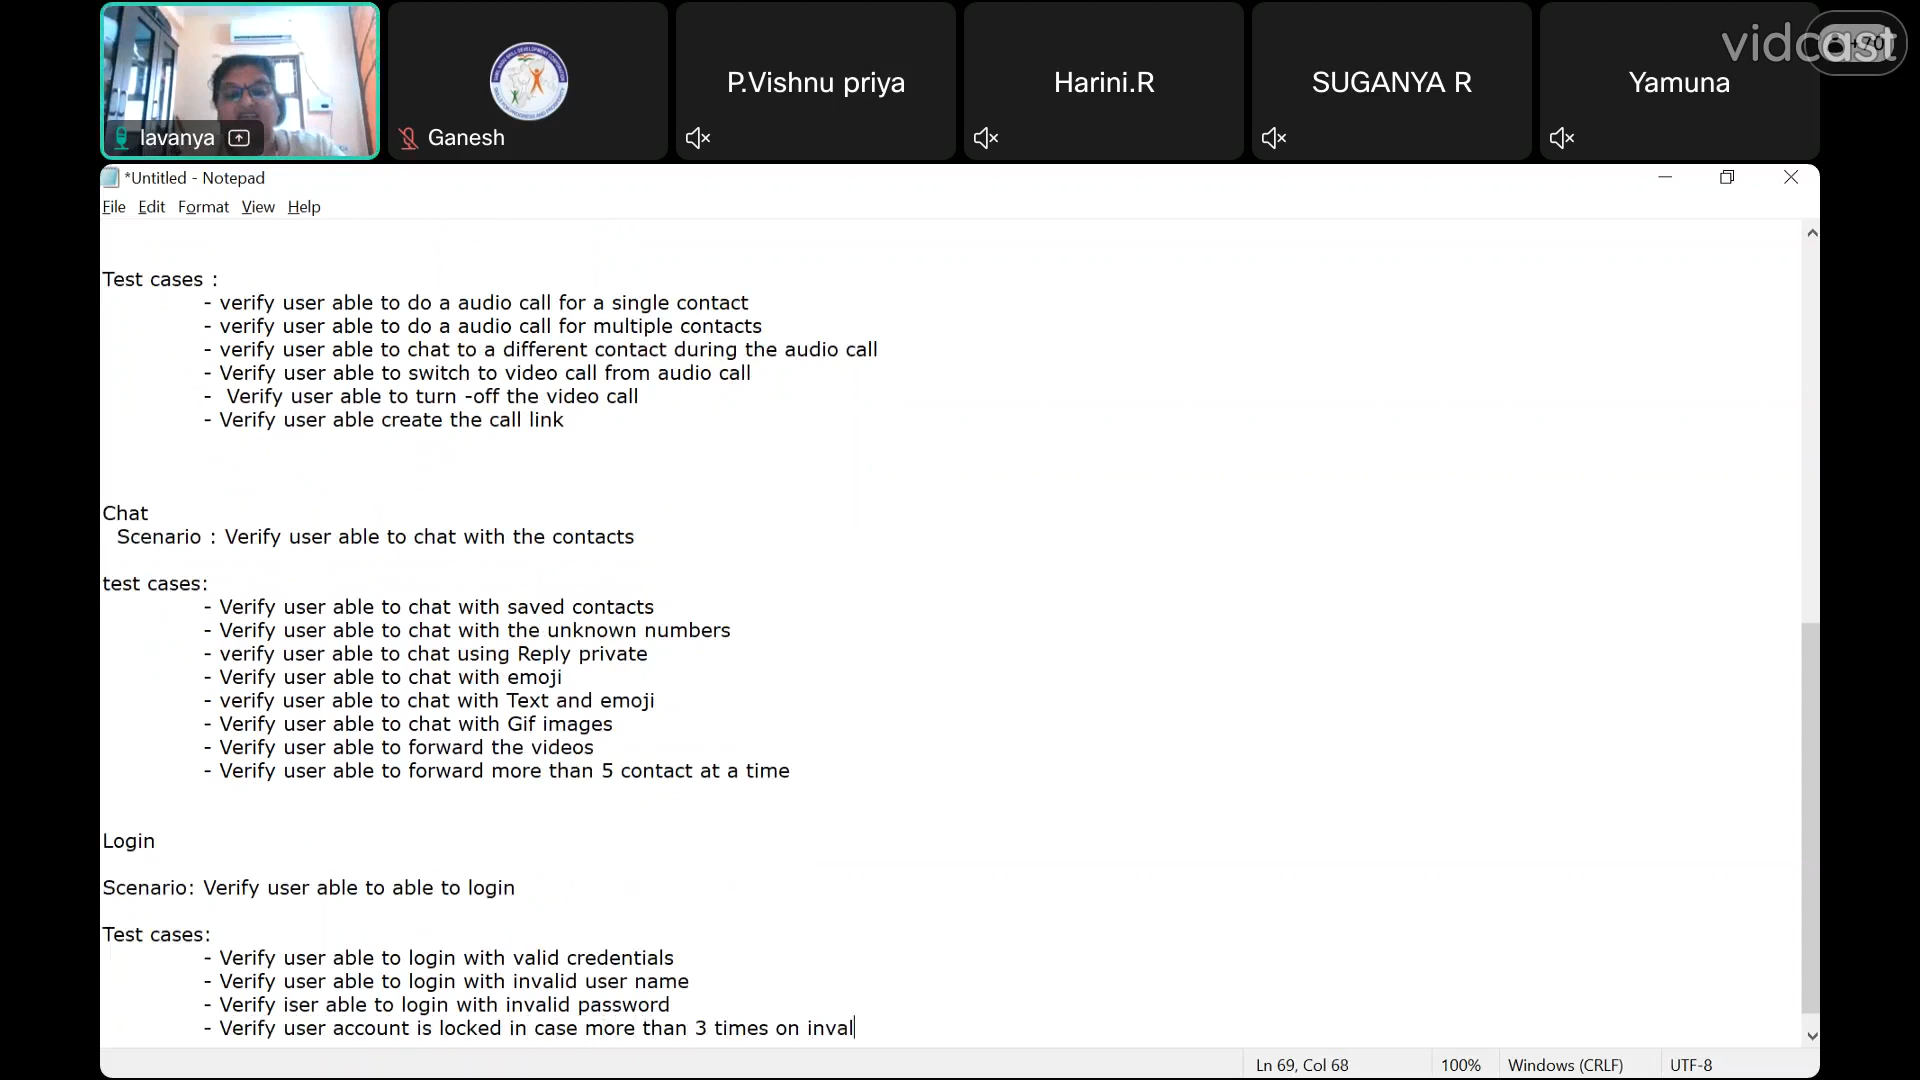 lavanya
Ganesh
P.Vishnu priya
Harini.R
SUGANYA R
Yamuna
vidcast
*Untitled - Notepad
File Edit Format View Help
Test cases :
- verify user able to do a audio call for a single contact
- verify user able to do a audio call for multiple contacts
- verify user able to chat to a different contact during the audio call
- Verify user able to switch to video call from audio call
- Verify user able to turn -off the video call
- Verify user able create the call link
Chat
Scenario : Verify user able to chat with the contacts
test cases:
- Verify user able to chat with saved contacts
- Verify user able to chat with the unknown numbers
- verify user able to chat using Reply private
- Verify user able to chat with emoji
- verify user able to chat with Text and emoji
- Verify user able to chat with Gif images
- Verify user able to forward the videos
- Verify user able to forward more than 5 contact at a time
Login
Scenario: Verify user able to able to login
Test cases:
- Verify user able to login with valid credentials
- Verify user able to login with invalid user name
- Verify iser able to login with invalid password
- Verify user account is locked in case more than 3 times on inval
Ln 69, Col 68 100% Windows (CRLF) UTF-8